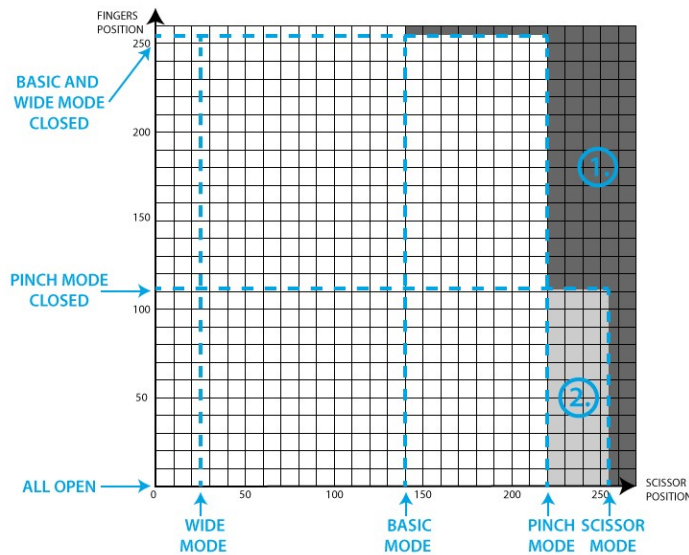 FINGERS
POSITION
250
BASIC AND
WIDE MODE
CLOSED
200
1.
150
PINCH MODE
CLOSED
100
50
2.
ALL OPEN
0
50
100
150
200
250
SCISSOR
POSITION
WIDE
MODE
BASIC
MODE
PINCH
MODE
SCISSOR
MODE